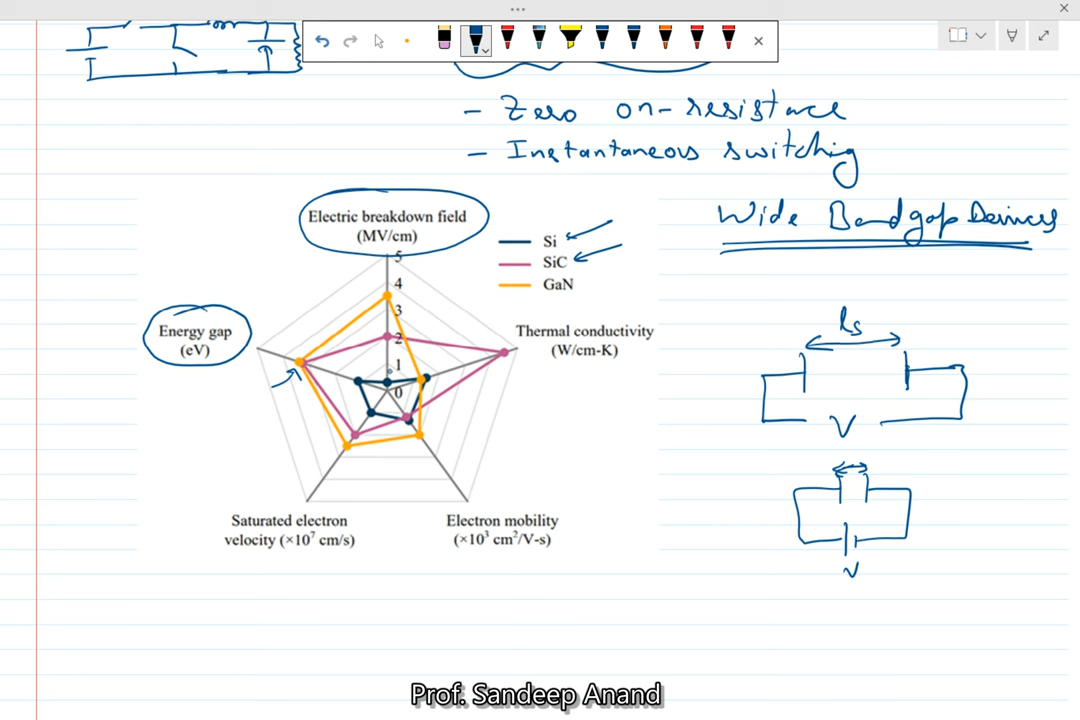 - Zero on-resistance
- Instantaneous switching
Wide Bandgap Devices
Electric breakdown field
(MV/cm)
Si
SiC
GaN
5
4
3
2
1
0
Energy gap
(eV)
Thermal conductivity
(W/cm-K)
Saturated electron
velocity (×10⁷ cm/s)
Electron mobility
(×10³ cm²/V-s)
V
V
Prof. Sandeep Anand